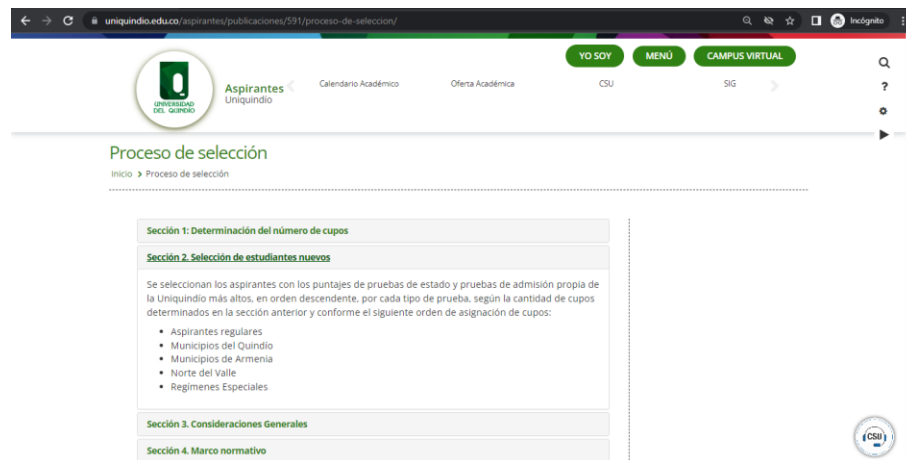 uniquindio.edu.co/aspirantes/publicaciones/591/proceso-de-seleccion/
Incógnito
YO SOY
MENÚ
CAMPUS VIRTUAL
UNIVERSIDAD
DEL QUINDÍO
Aspirantes
Uniquindío
Calendario Académico
Oferta Académica
CSU
SIG
?
Proceso de selección
Inicio > Proceso de selección
Sección 1: Determinación del número de cupos
Sección 2. Selección de estudiantes nuevos
Se seleccionan los aspirantes con los puntajes de pruebas de estado y pruebas de admisión propia de
la Uniquindío más altos, en orden descendente, por cada tipo de prueba, según la cantidad de cupos
determinados en la sección anterior y conforme el siguiente orden de asignación de cupos:
• Aspirantes regulares
• Municipios del Quindío
• Municipios de Armenia
• Norte del Valle
• Regímenes Especiales
Sección 3. Consideraciones Generales
Sección 4. Marco normativo
CSU